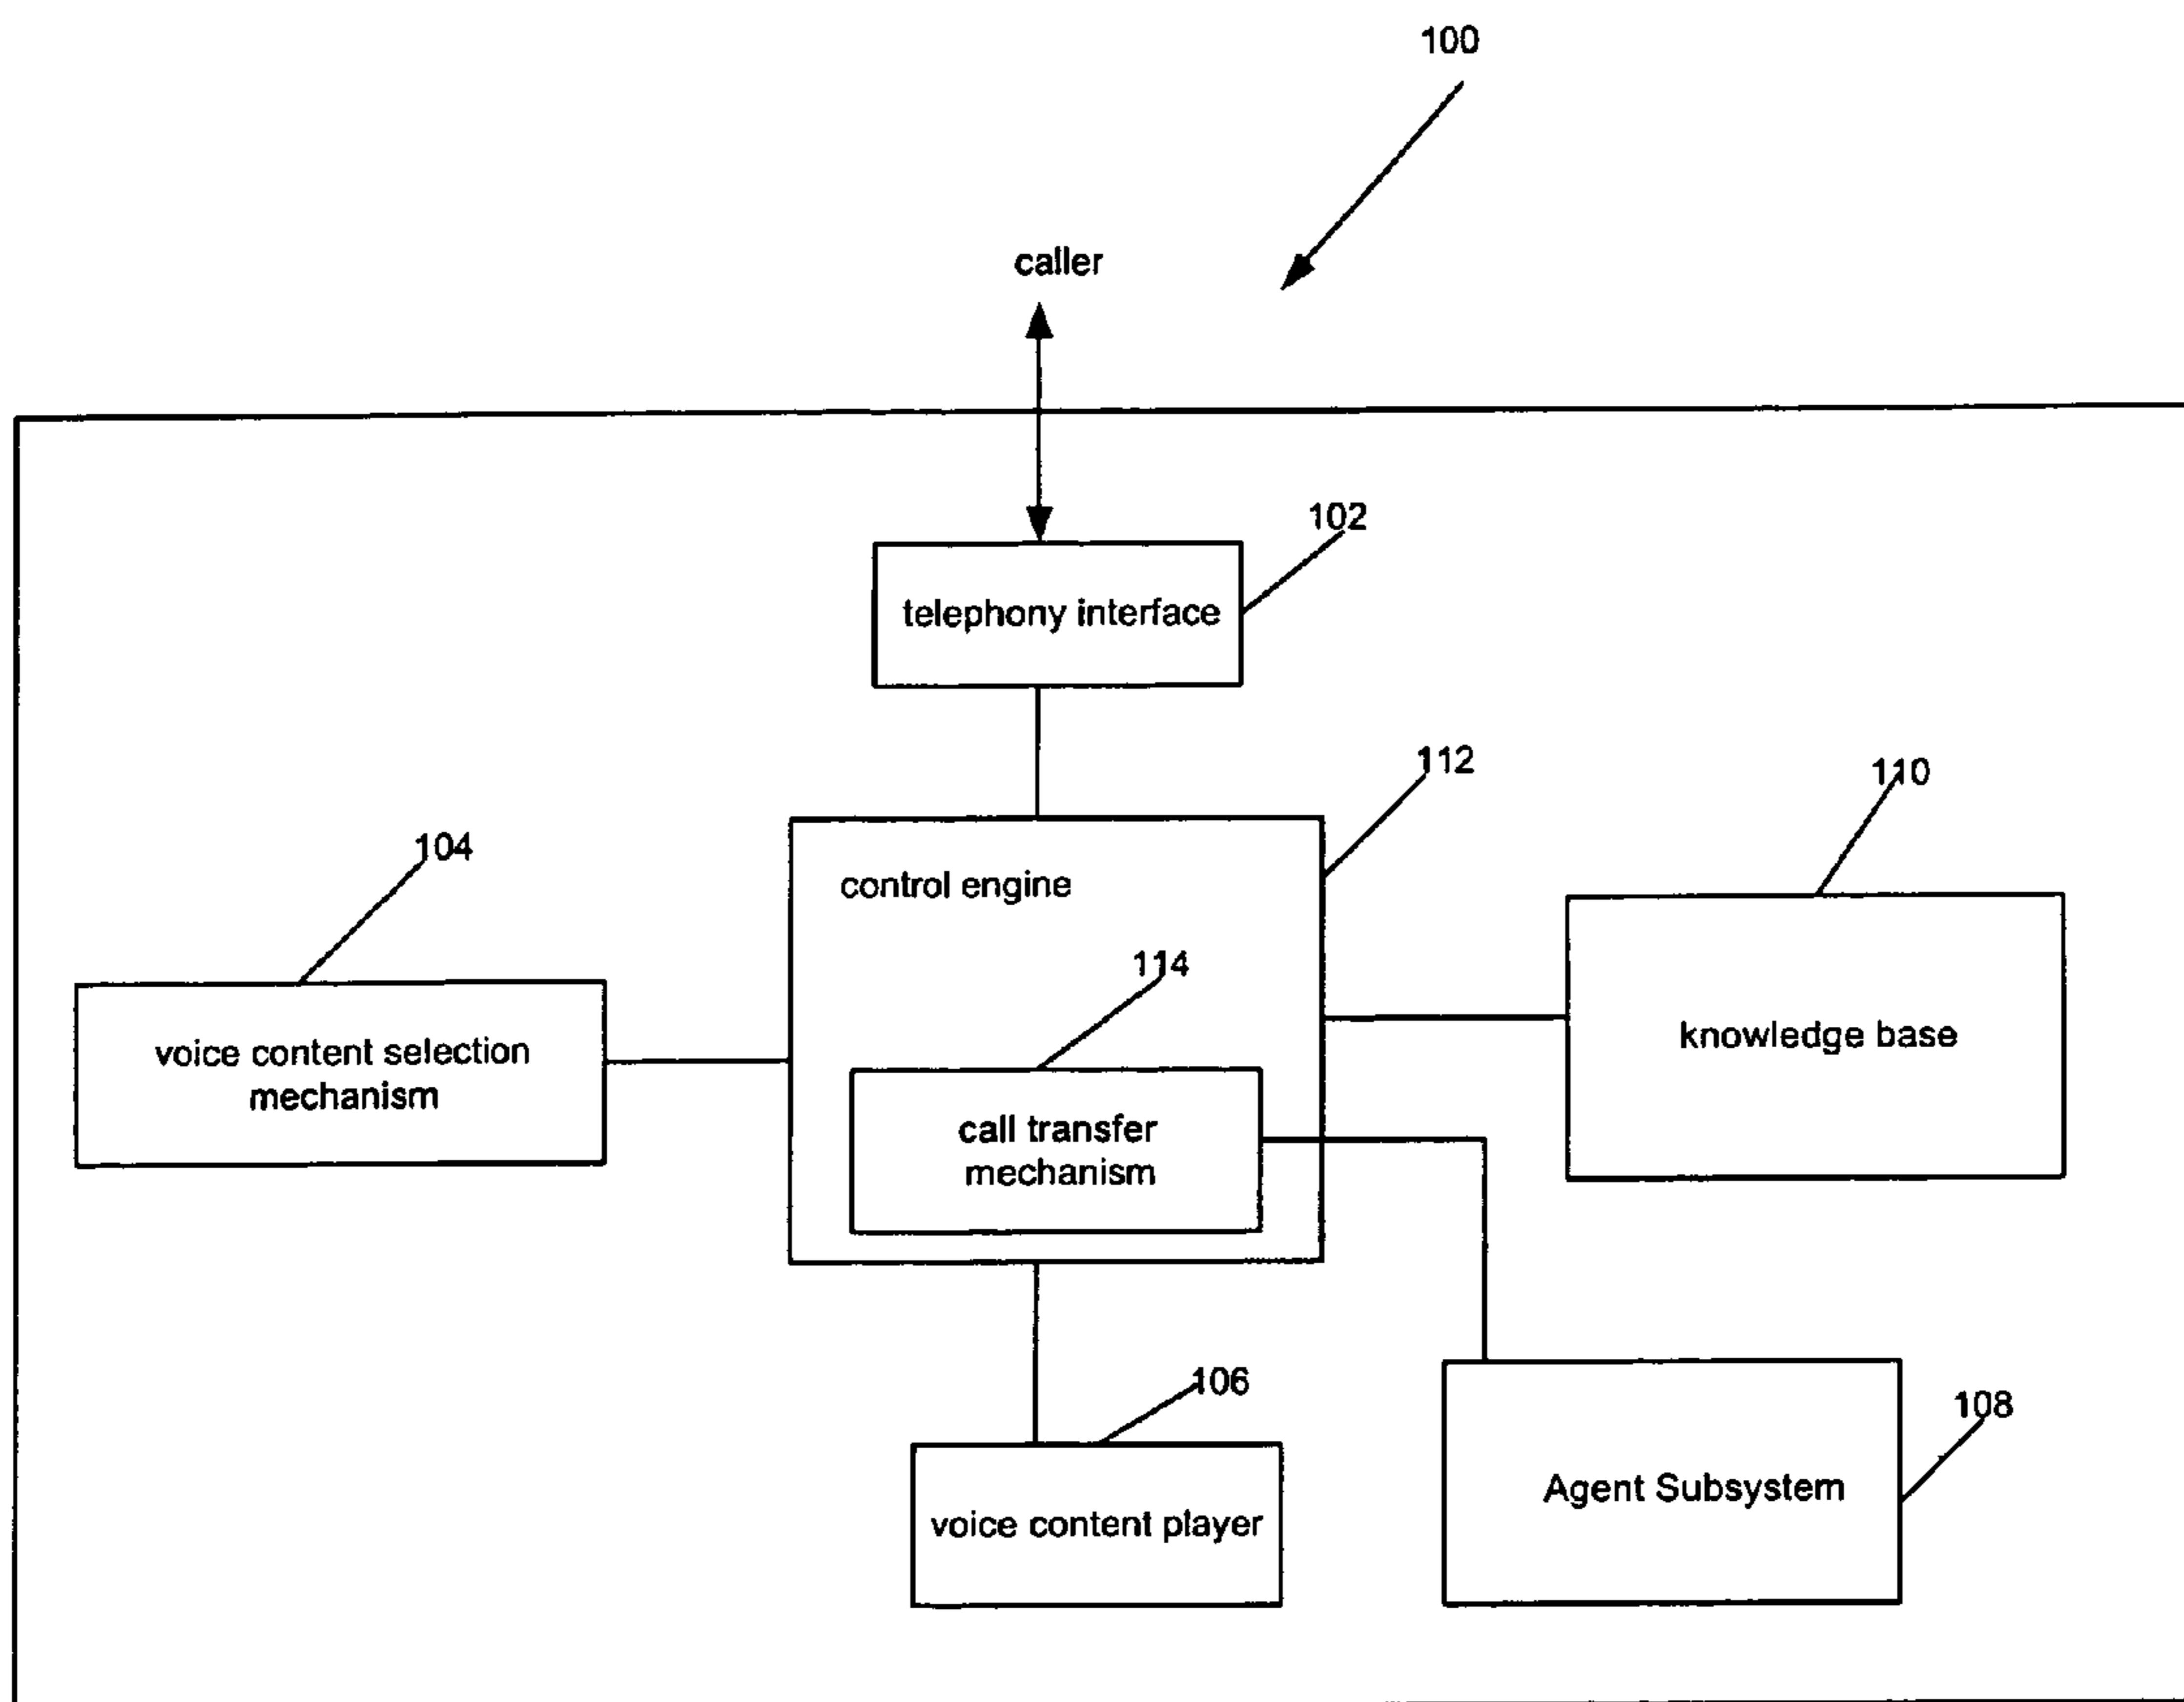 100
caller
102
telephony interface
112
110
104
control engine
114
voice content selection
mechanism
knowledge base
call transfer
mechanism
106
108
Agent Subsystem
voice content player